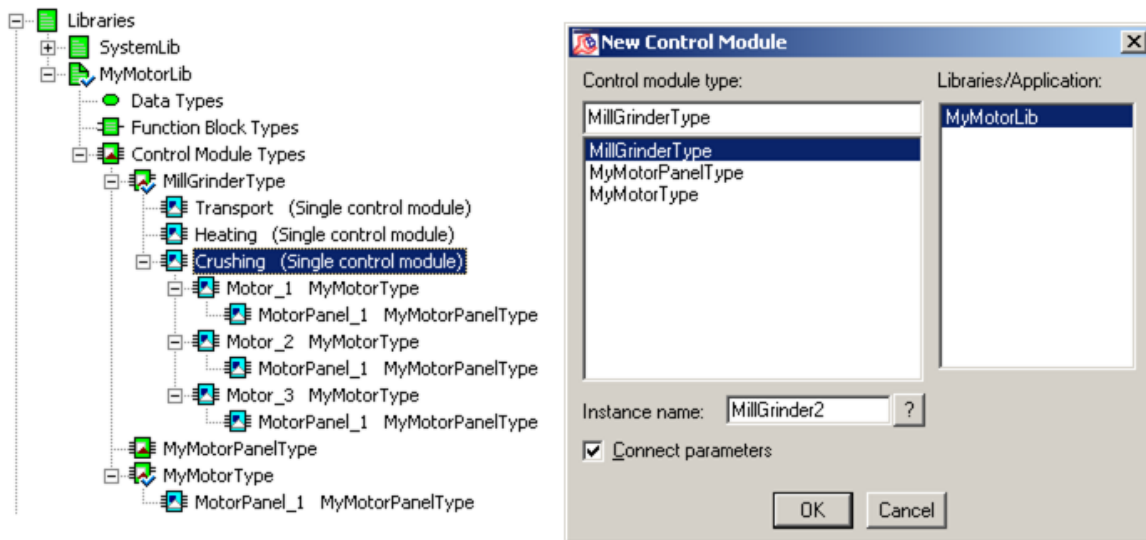 Libraries
SystemLib
MyMotorLib
Data Types
Function Block Types
Control Module Types
MillGrinderType
Transport (Single control module)
Heating (Single control module)
Crushing (Single control module)
Motor_1 MyMotorType
MotorPanel_1 MyMotorPanelType
Motor_2 MyMotorType
MotorPanel_1 MyMotorPanelType
Motor_3 MyMotorType
MotorPanel_1 MyMotorPanelType
MyMotorPanelType
MyMotorType
MotorPanel_1 MyMotorPanelType
New Control Module
Control module type:
MillGrinderType
MillGrinderType
MyMotorPanelType
MyMotorType
Libraries/Application:
MyMotorLib
Instance name: MillGrinder2 ?
Connect parameters
OK Cancel